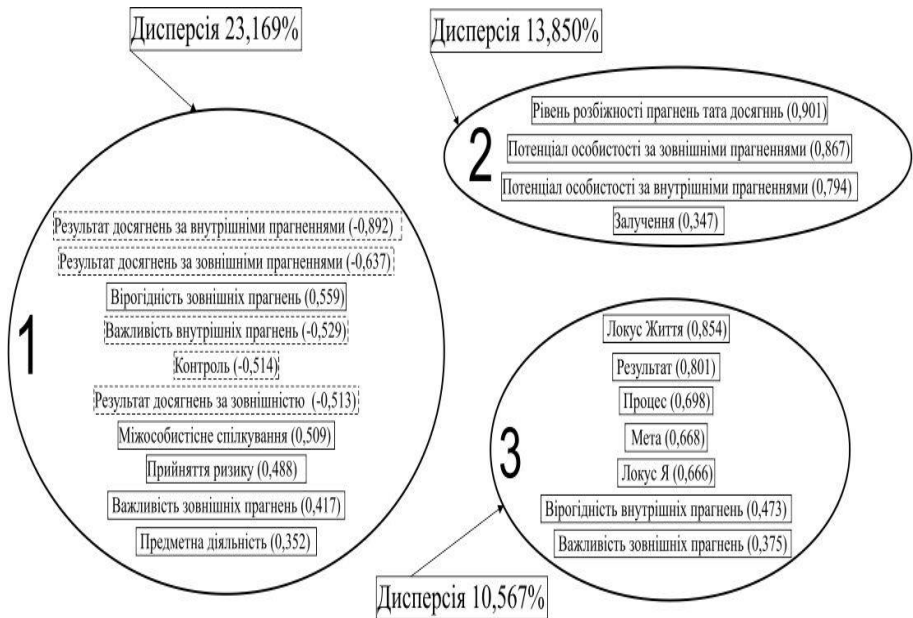 Дисперсія 23,169%
1
Результат досягнень за внутрішніми прагненнями (-0,892)
Результат досягнень за зовнішніми прагненнями (-0,637)
Вірогідність зовнішніх прагнень (0,559)
Важливість внутрішніх прагнень (-0,529)
Контроль (-0,514)
Результат досягнень за зовнішністю (-0,513)
Міжособистісне спілкування (0,509)
Прийняття ризику (0,488)
Важливість зовнішніх прагнень (0,417)
Предметна діяльність (0,352)
Дисперсія 13,850%
2
Рівень розбіжності прагнень тата досягннь (0,901)
Потенціал особистості за зовнішніми прагненнями (0,867)
Потенціал особистості за внутрішніми прагненнями (0,794)
Залучення (0,347)
3
Локус Життя (0,854)
Результат (0,801)
Процес (0,698)
Мета (0,668)
Локус Я (0,666)
Вірогідність внутрішніх прагнень (0,473)
Важливість зовнішніх прагнень (0,375)
Дисперсія 10,567%